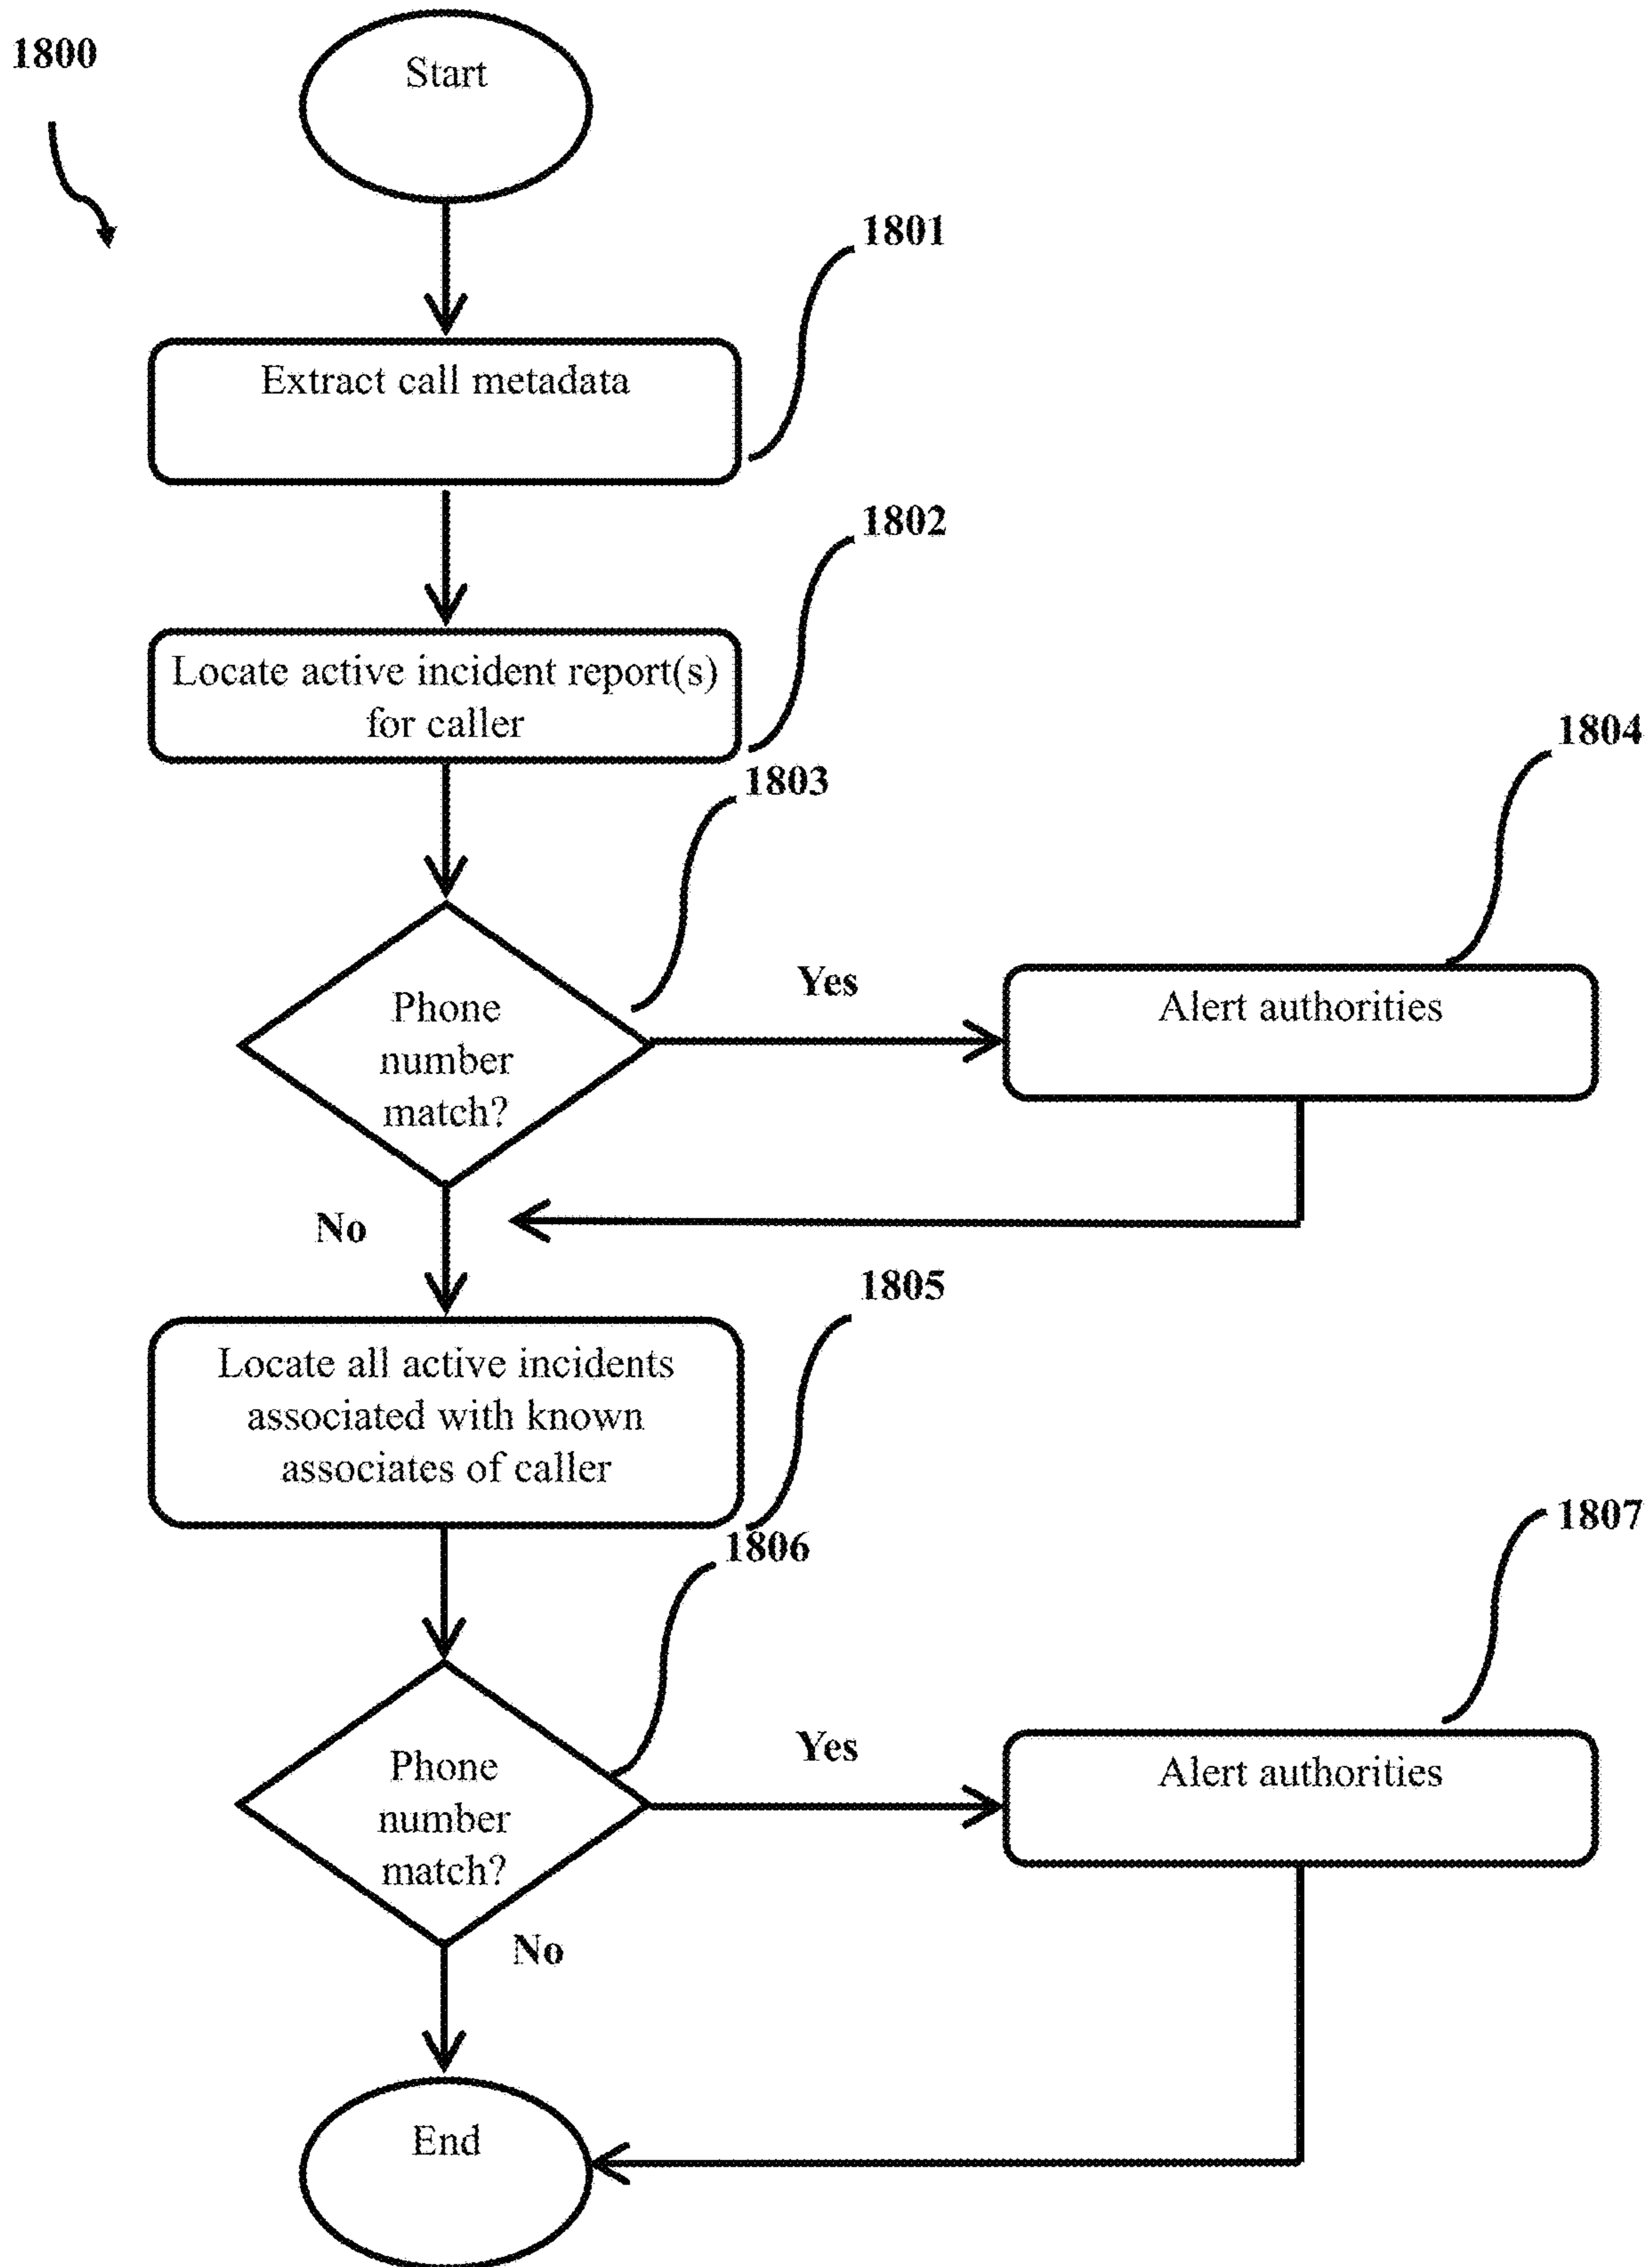 1800
Start
1801
Extract call metadata
1802
Locate active incident report(s)
for caller
1803
1804
Phone
number
match?
Yes
Alert authorities
No
1805
Locate all active incidents
associated with known
associates of caller
1806
1807
Phone
number
match?
Yes
Alert authorities
No
End